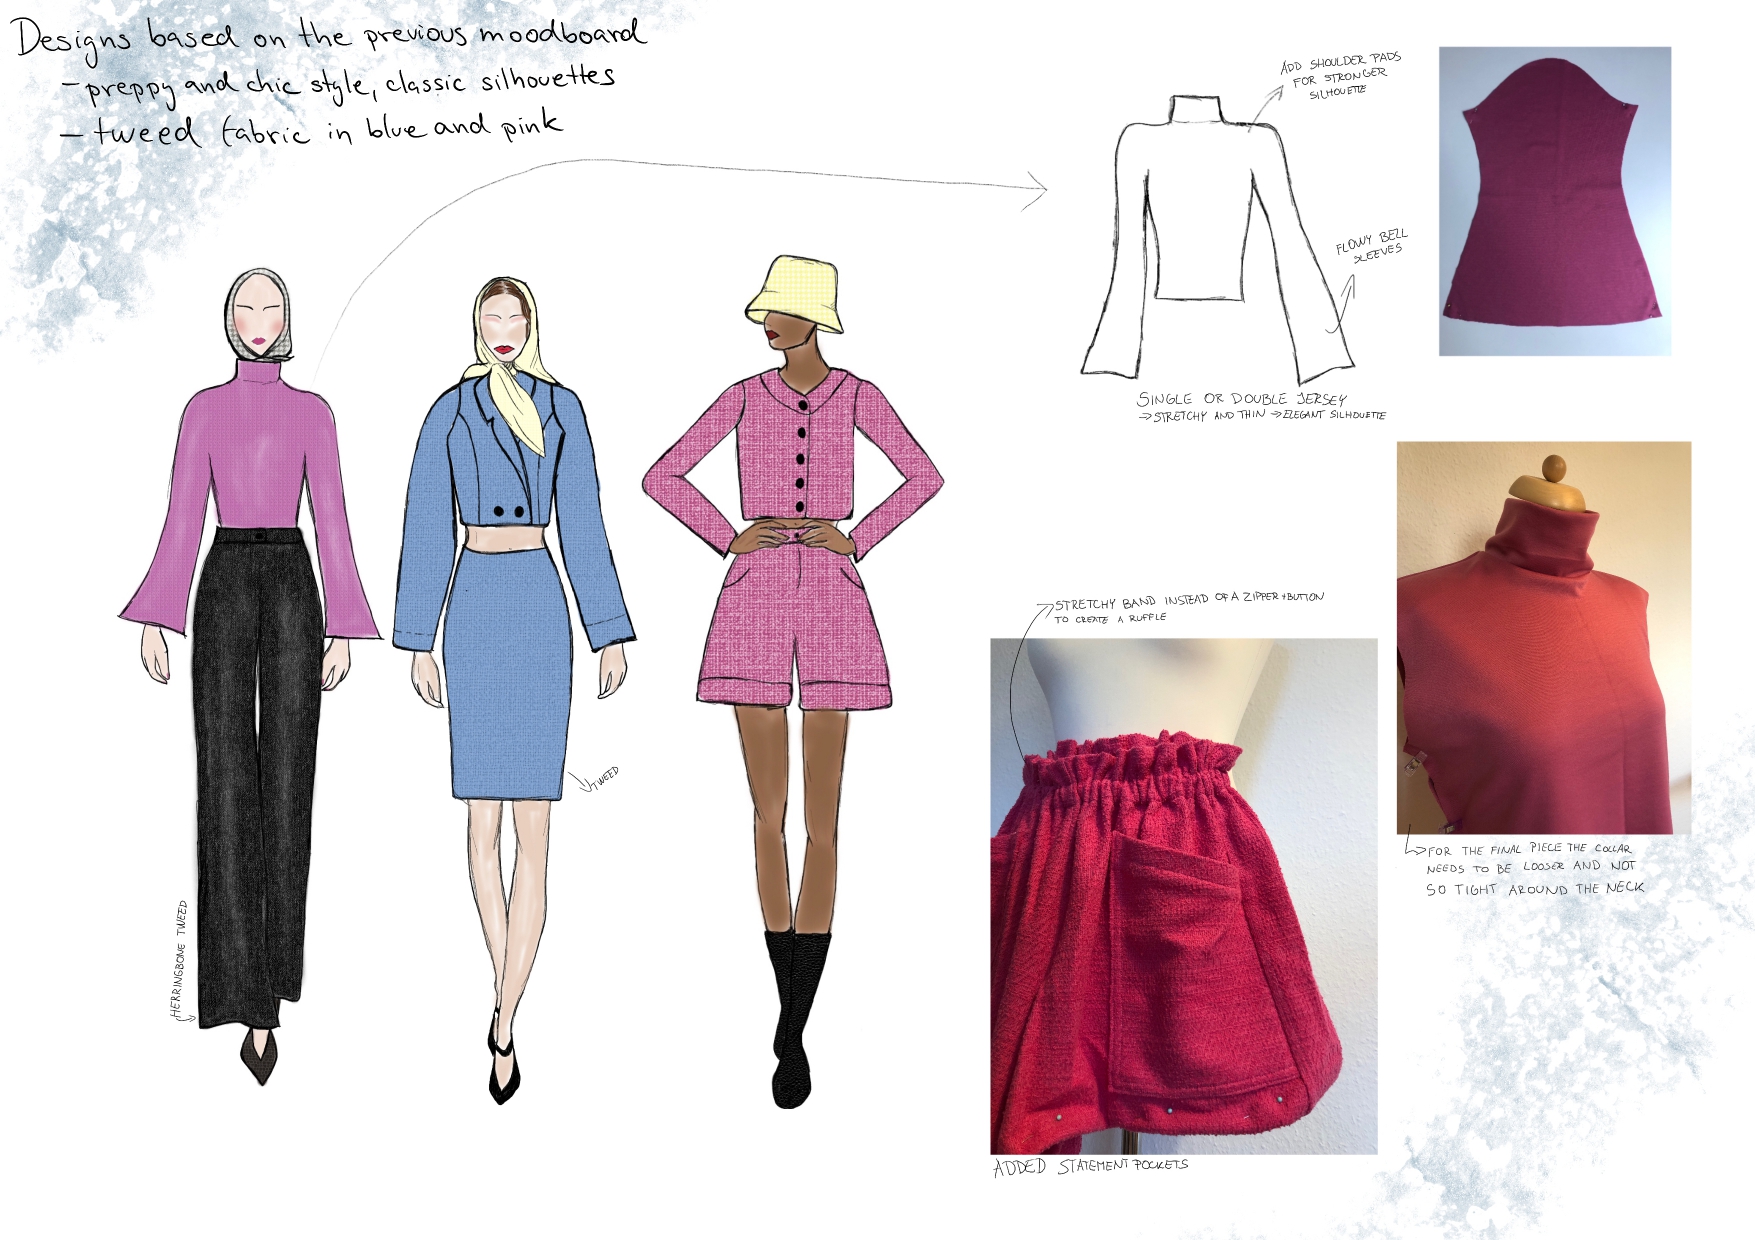 Designs based on the previous moodboard
- preppy and chic style, classic silhouettes
- tweed fabric in blue and pink
ADD SHOULDER PADS
FOR STRONGER
SILHOUETTE
FLOWY BELL
SLEEVES
SINGLE OR DOUBLE JERSEY
→ STRETCHY AND THIN → ELEGANT SILHOUETTE
STRETCHY BAND INSTEAD OF A ZIPPER + BUTTON
TO CREATE A RUFFLE
TWEED
HERRINGBONE TWEED
FOR THE FINAL PIECE THE COLLAR
NEEDS TO BE LOOSER AND NOT
SO TIGHT AROUND THE NECK
ADDED STATEMENT POCKETS